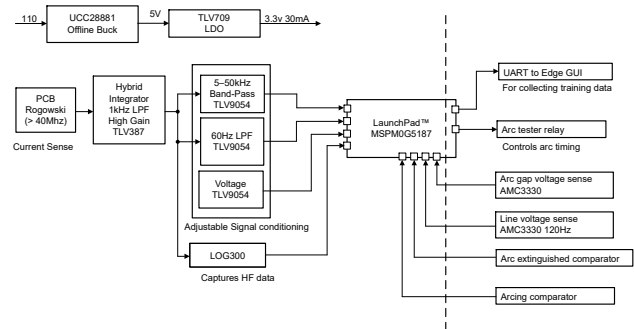 110
UCC28881
Offline Buck
5V
TLV709
LDO
3.3v 30mA
PCB
Rogowski
(> 40Mhz)
Current Sense
Hybrid
Integrator
1kHz LPF
High Gain
TLV387
5–50kHz
Band-Pass
TLV9054
60Hz LPF
TLV9054
Voltage
TLV9054
Adjustable Signal conditioning
LOG300
Captures HF data
LaunchPad™
MSPM0G5187
UART to Edge GUI
For collecting training data
Arc tester relay
Controls arc timing
Arc gap voltage sense
AMC3330
Line voltage sense
AMC3330 120Hz
Arc extinguished comparator
Arcing comparator